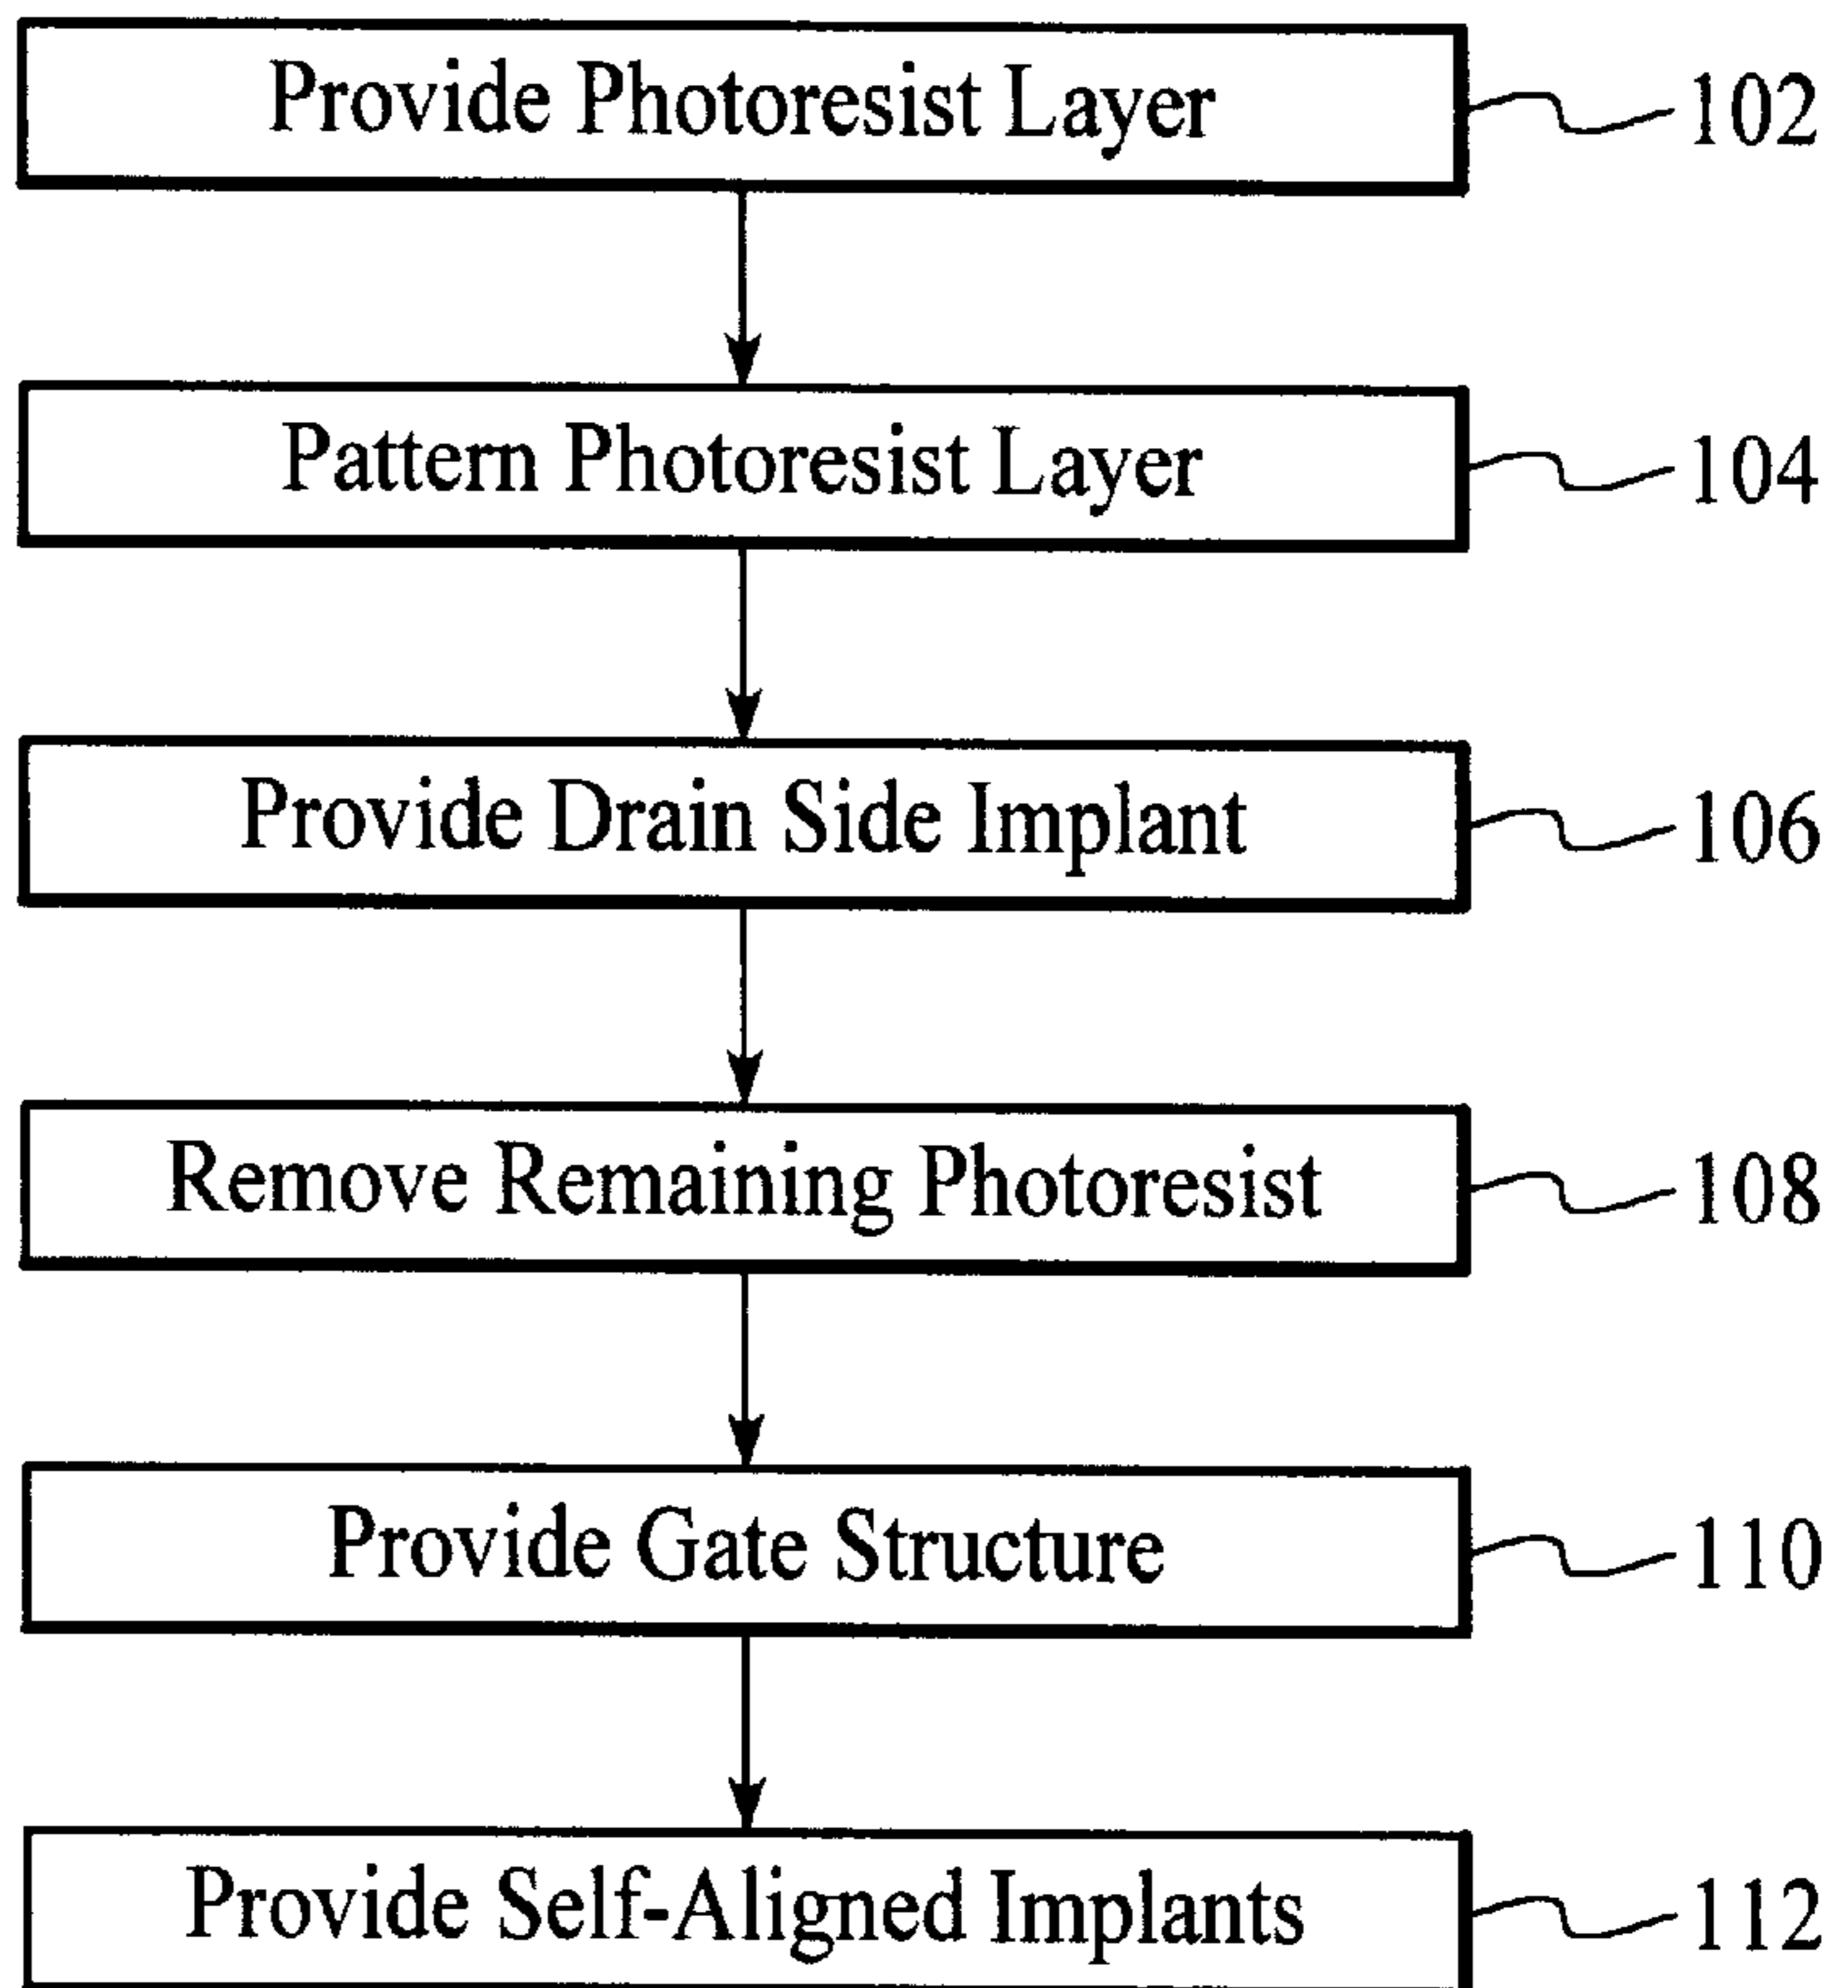 Provide Photoresist Layer 102
Pattern Photoresist Layer 104
Provide Drain Side Implant 106
Remove Remaining Photoresist 108
Provide Gate Structure 110
Provide Self-Aligned Implants 112